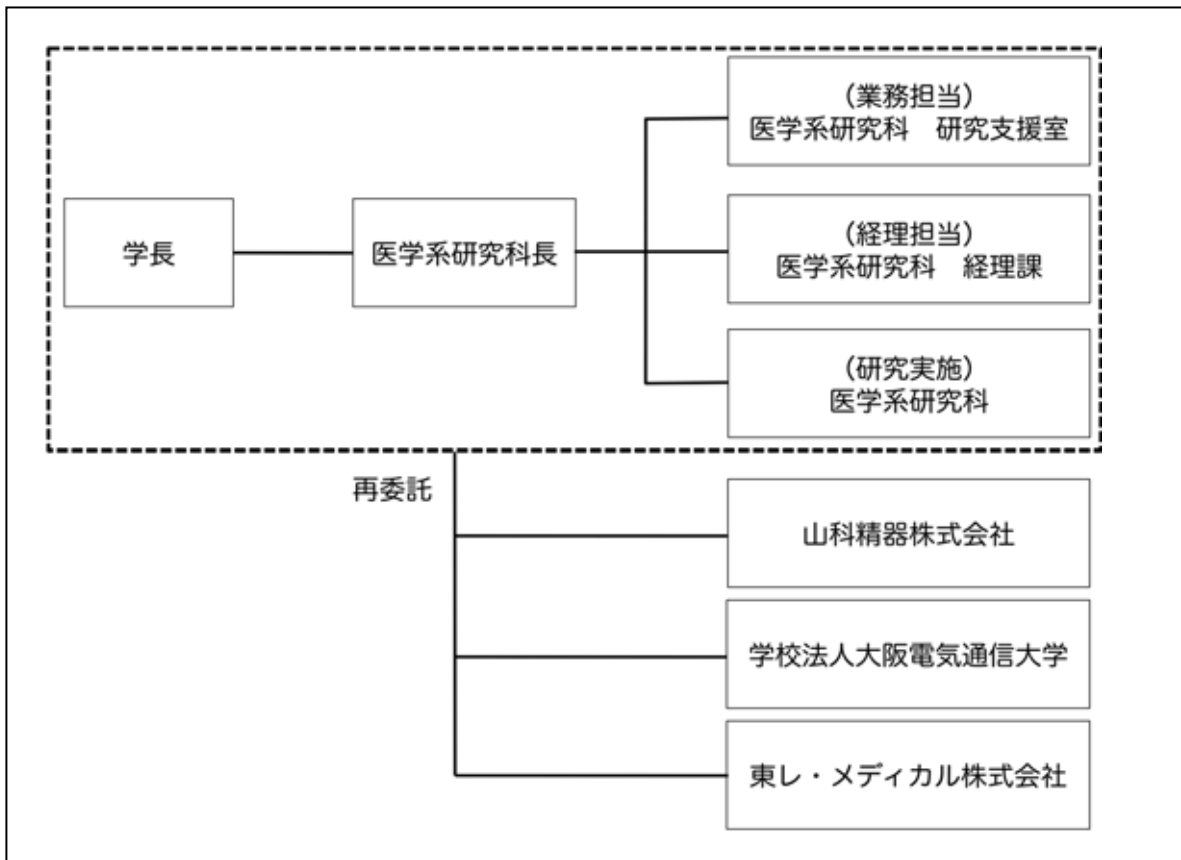 (業務担当)
医学系研究科　研究支援室
学長
医学系研究科長
(経理担当)
医学系研究科　経理課
(研究実施)
医学系研究科
再委託
山科精器株式会社
学校法人大阪電気通信大学
東レ・メディカル株式会社